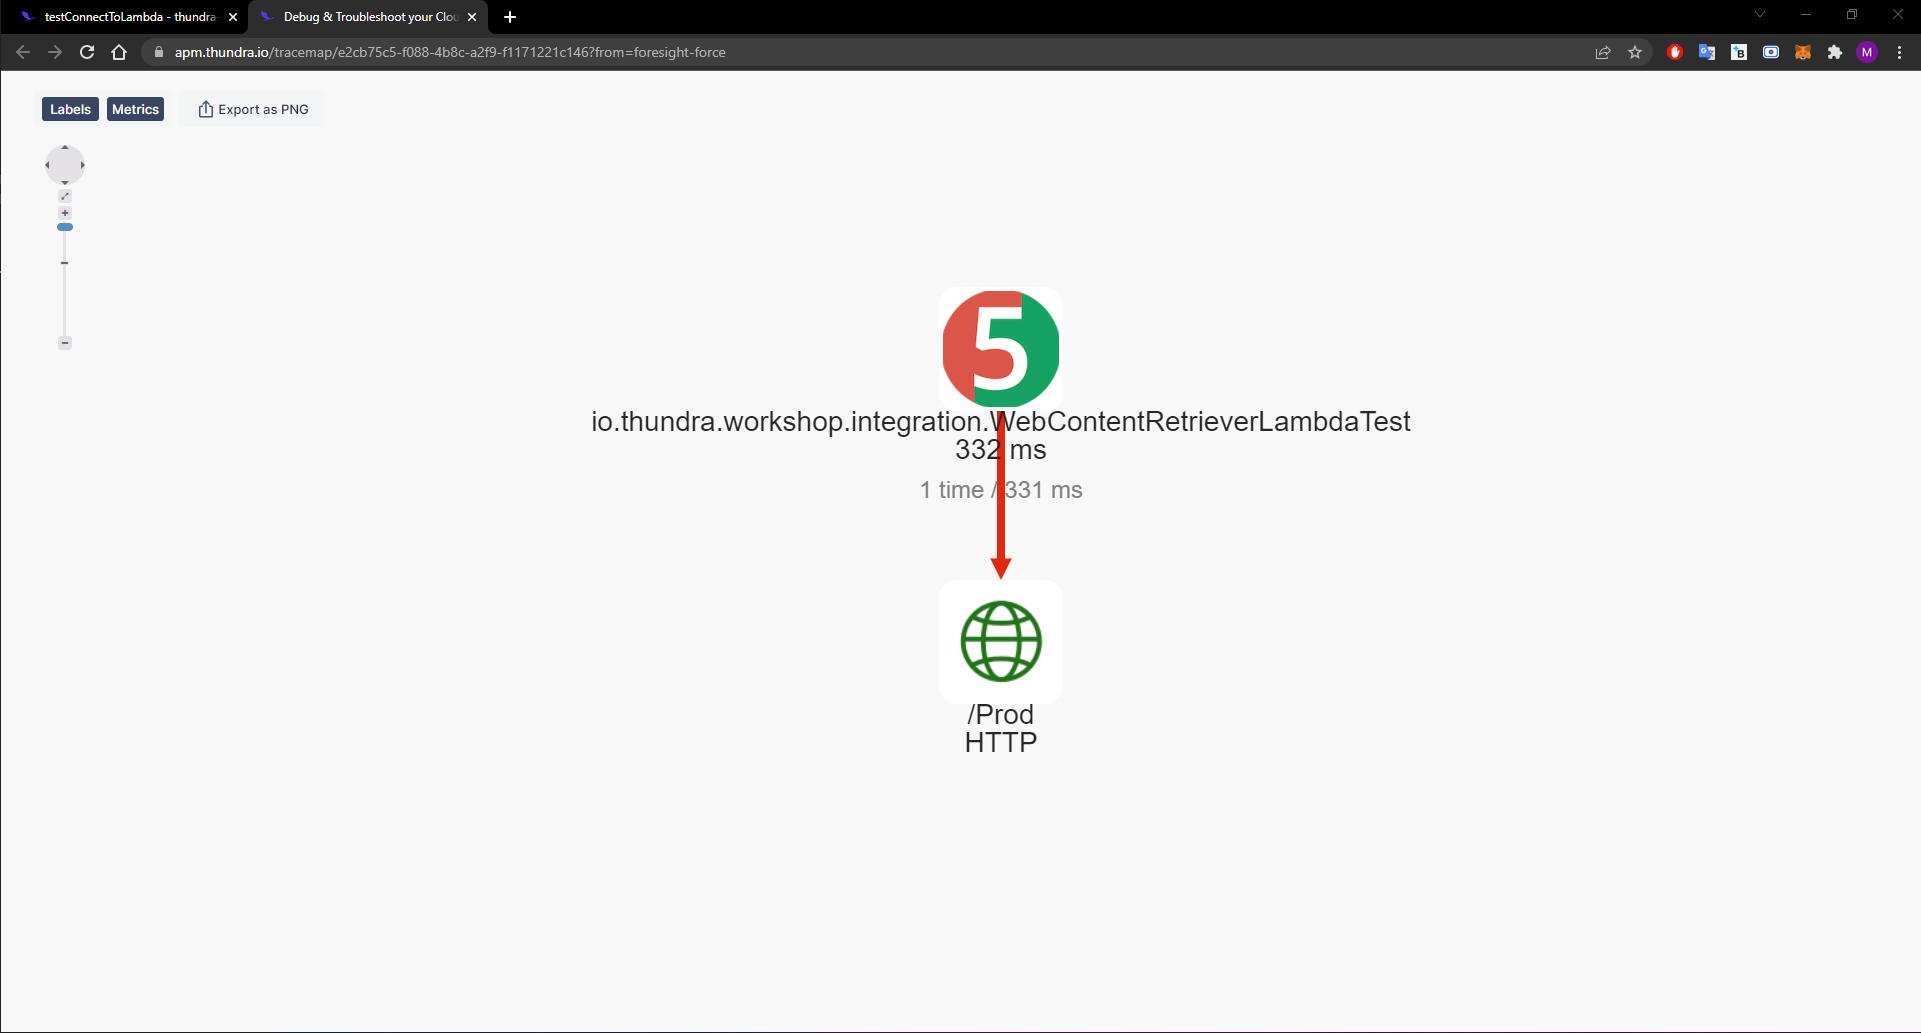 testConnectToLambda - thundra-
Debug & Troubleshoot your Clou
apm.thundra.io/tracemap/e2cb75c5-f088-4b8c-a2f9-f1171221c146?from=foresight-force
M
Labels
Metrics
Export as PNG
5
io.thundra.workshop.integration.WebContentRetrieverLambdaTest
332 ms
1 time / 331 ms
/Prod
HTTP